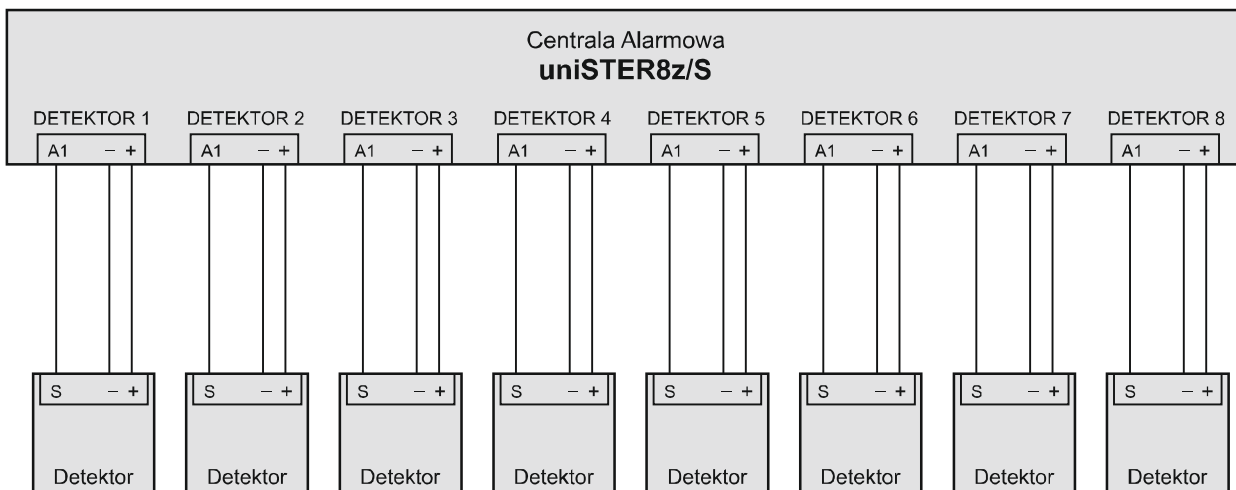 Centrala Alarmowa
uniSTER8z/S
DETEKTOR 1 DETEKTOR 2 DETEKTOR 3 DETEKTOR 4 DETEKTOR 5 DETEKTOR 6 DETEKTOR 7 DETEKTOR 8
A1 – + A1 – + A1 – + A1 – + A1 – + A1 – + A1 – + A1 – +
S – + S – + S – + S – + S – + S – + S – + S – +
Detektor Detektor Detektor Detektor Detektor Detektor Detektor Detektor